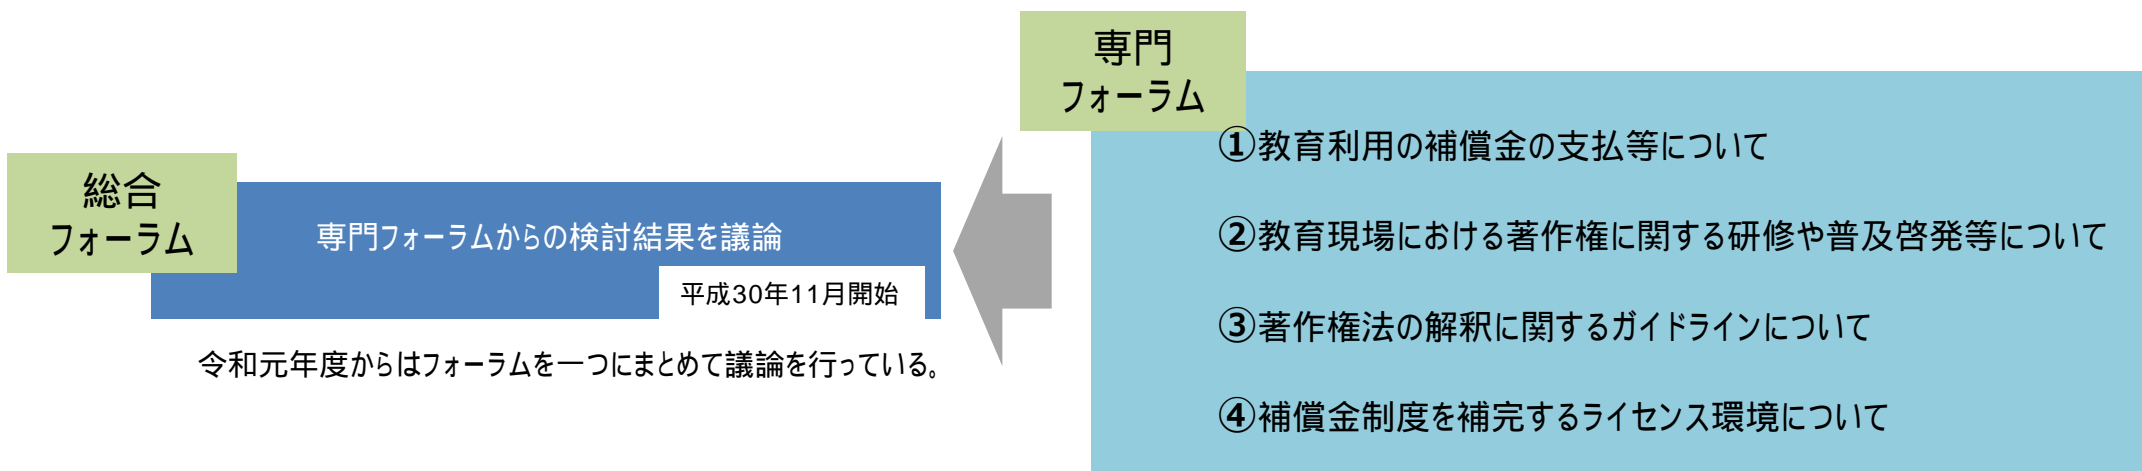 総合
フォーラム
専門フォーラムからの検討結果を議論
平成30年11月開始
令和元年度からはフォーラムを一つにまとめて議論を行っている。
専門
フォーラム
①教育利用の補償金の支払等について
②教育現場における著作権に関する研修や普及啓発等について
③著作権法の解釈に関するガイドラインについて
④補償金制度を補完するライセンス環境について